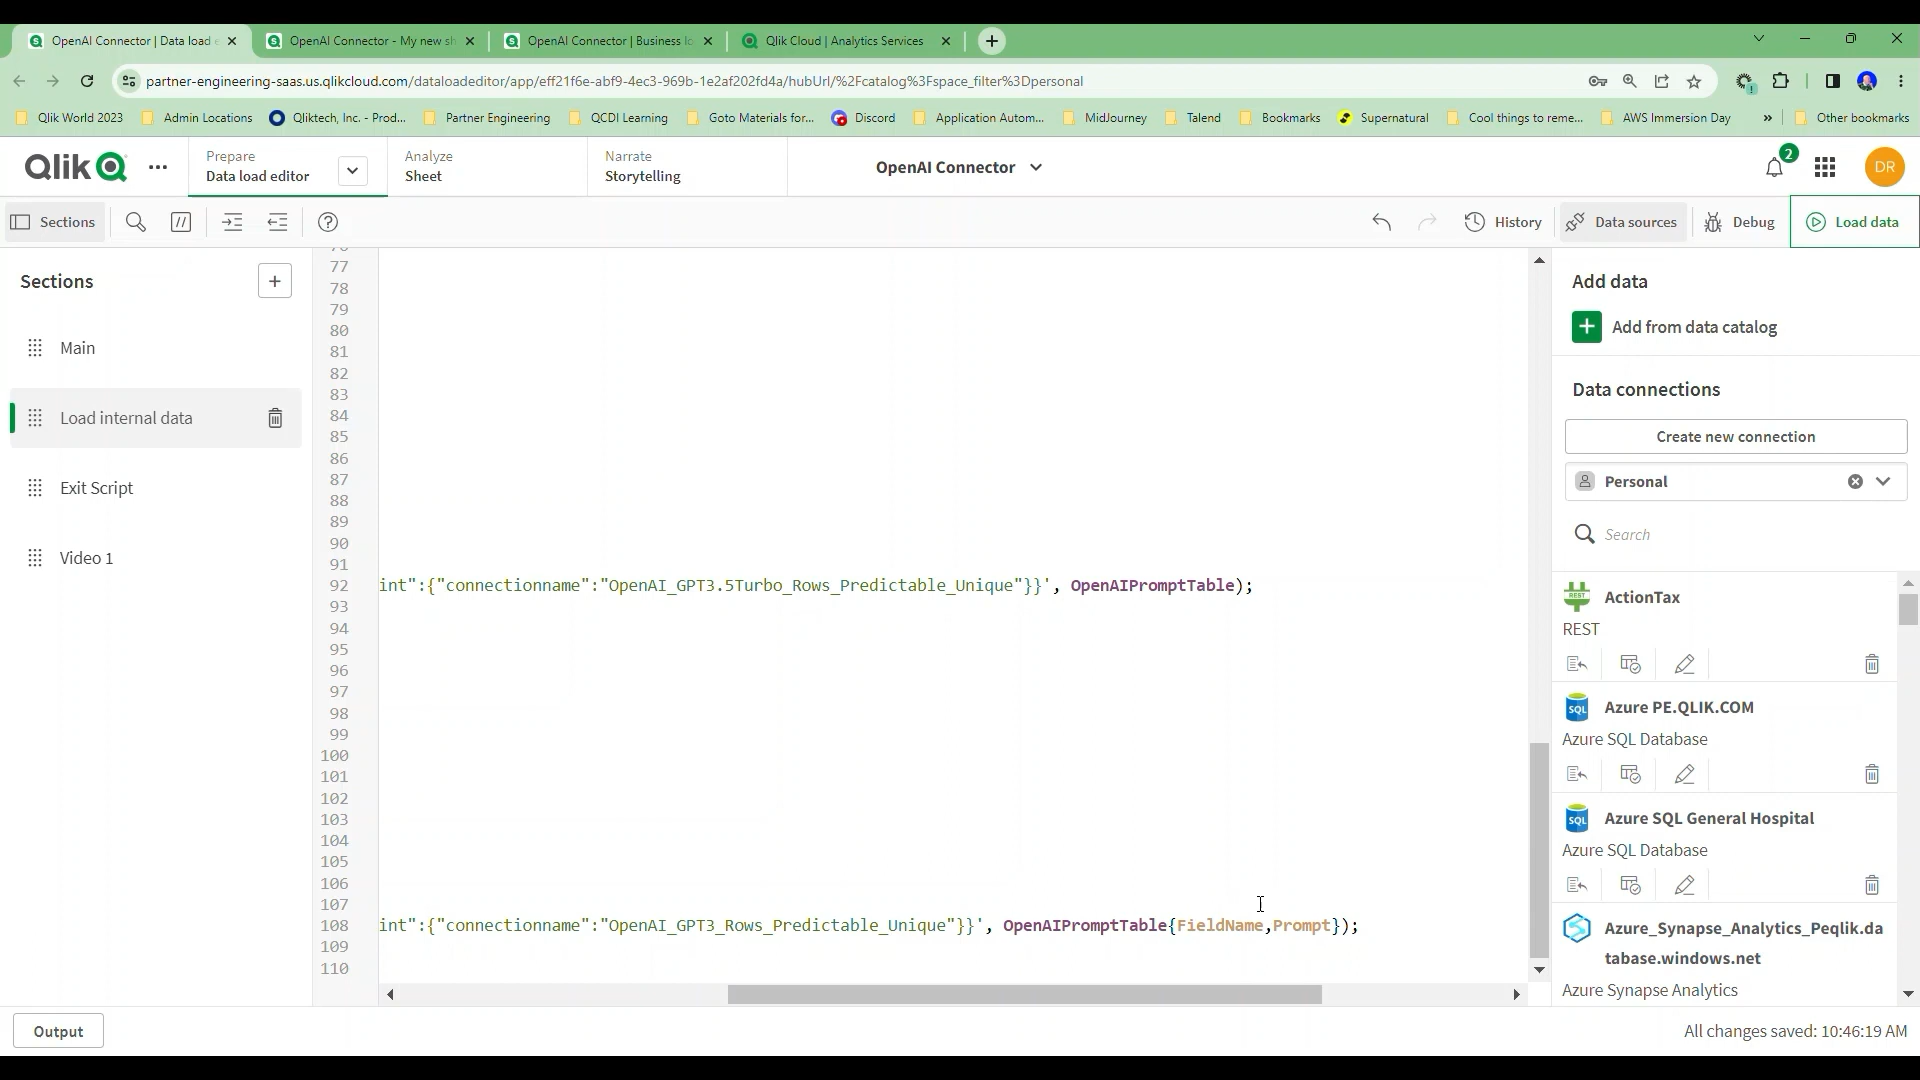 OpenAI Connector | Data load e
OpenAI Connector - My new sh
OpenAI Connector | Business lo
Qlik Cloud | Analytics Services
partner-engineering-saas.us.qlikcloud.com/dataloadeditor/app/eff21f6e-abf9-4ec3-969b-1e2af202fd4a/hubUrl/%2Fcatalog%3Fspace_filter%3Dpersonal
Qlik World 2023
Admin Locations
Qliktech, Inc. - Prod...
Partner Engineering
QCDI Learning
Goto Materials for...
Discord
Application Autom...
MidJourney
Talend
Bookmarks
Supernatural
Cool things to reme...
AWS Immersion Day
»
Other bookmarks
Qlik
Prepare
Data load editor
Analyze
Sheet
Narrate
Storytelling
OpenAI Connector
2
DR
Sections
//
History
Data sources
Debug
Load data
Sections
Main
Load internal data
Exit Script
Video 1
77
78
79
80
81
82
83
84
85
86
87
88
89
90
91
92 int":{"connectionname":"OpenAI_GPT3.5Turbo_Rows_Predictable_Unique"}}', OpenAIPromptTable);
93
94
95
96
97
98
99
100
101
102
103
104
105
106
107
108 int":{"connectionname":"OpenAI_GPT3_Rows_Predictable_Unique"}}', OpenAIPromptTable{FieldName,Prompt});
109
110
Add data
Add from data catalog
Data connections
Create new connection
Personal
Search
REST
ActionTax
REST
SQL
Azure PE.QLIK.COM
Azure SQL Database
SQL
Azure SQL General Hospital
Azure SQL Database
Azure_Synapse_Analytics_Peqlik.da
tabase.windows.net
Azure Synapse Analytics
Output
All changes saved: 10:46:19 AM